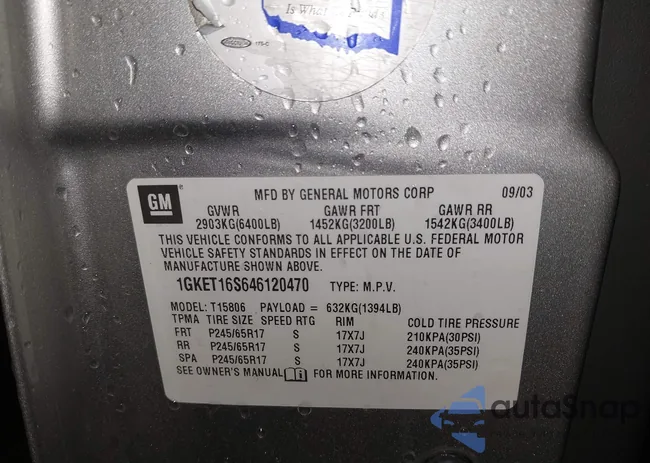 Is What
170-C
GM
MFD BY GENERAL MOTORS CORP 09/03
GVWR GAWR FRT GAWR RR
2903KG(6400LB) 1452KG(3200LB) 1542KG(3400LB)
THIS VEHICLE CONFORMS TO ALL APPLICABLE U.S. FEDERAL MOTOR
VEHICLE SAFETY STANDARDS IN EFFECT ON THE DATE OF
MANUFACTURE SHOWN ABOVE.
1GKET16S646120470 TYPE: M.P.V.
MODEL: T15806 PAYLOAD = 632KG(1394LB)
TPMA TIRE SIZE SPEED RTG RIM COLD TIRE PRESSURE
FRT P245/65R17 S 17X7J 210KPA(30PSI)
RR P245/65R17 S 17X7J 240KPA(35PSI)
SPA P245/65R17 S 17X7J 240KPA(35PSI)
SEE OWNER'S MANUAL FOR MORE INFORMATION.
autoSnap